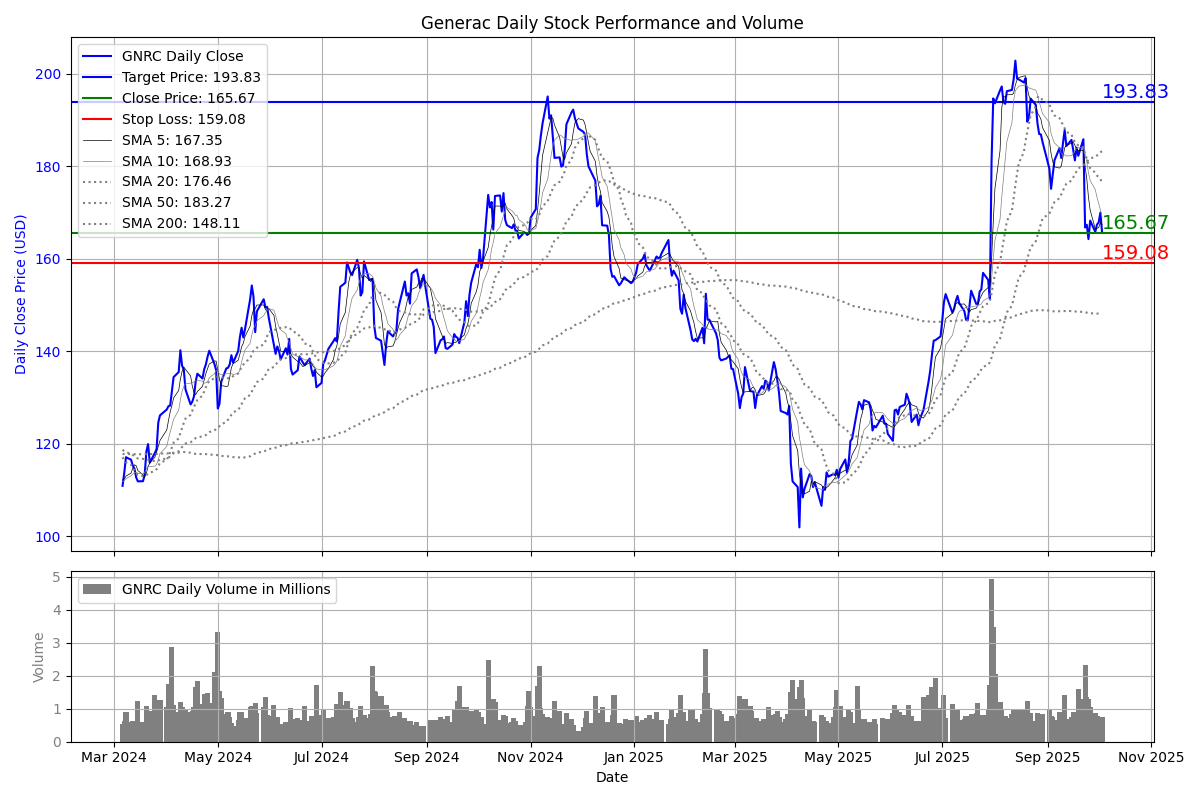 Generac Daily Stock Performance and Volume
GNRC Daily Close
Target Price: 193.83
Close Price: 165.67
Stop Loss: 159.08
SMA 5: 167.35
SMA 10: 168.93
SMA 20: 176.46
SMA 50: 183.27
SMA 200: 148.11
193.83
165.67
159.08
Daily Close Price (USD)
200
180
160
140
120
100
GNRC Daily Volume in Millions
Volume
5
4
3
2
1
0
Mar 2024 May 2024 Jul 2024 Sep 2024 Nov 2024 Jan 2025 Mar 2025 May 2025 Jul 2025 Sep 2025 Nov 2025
Date